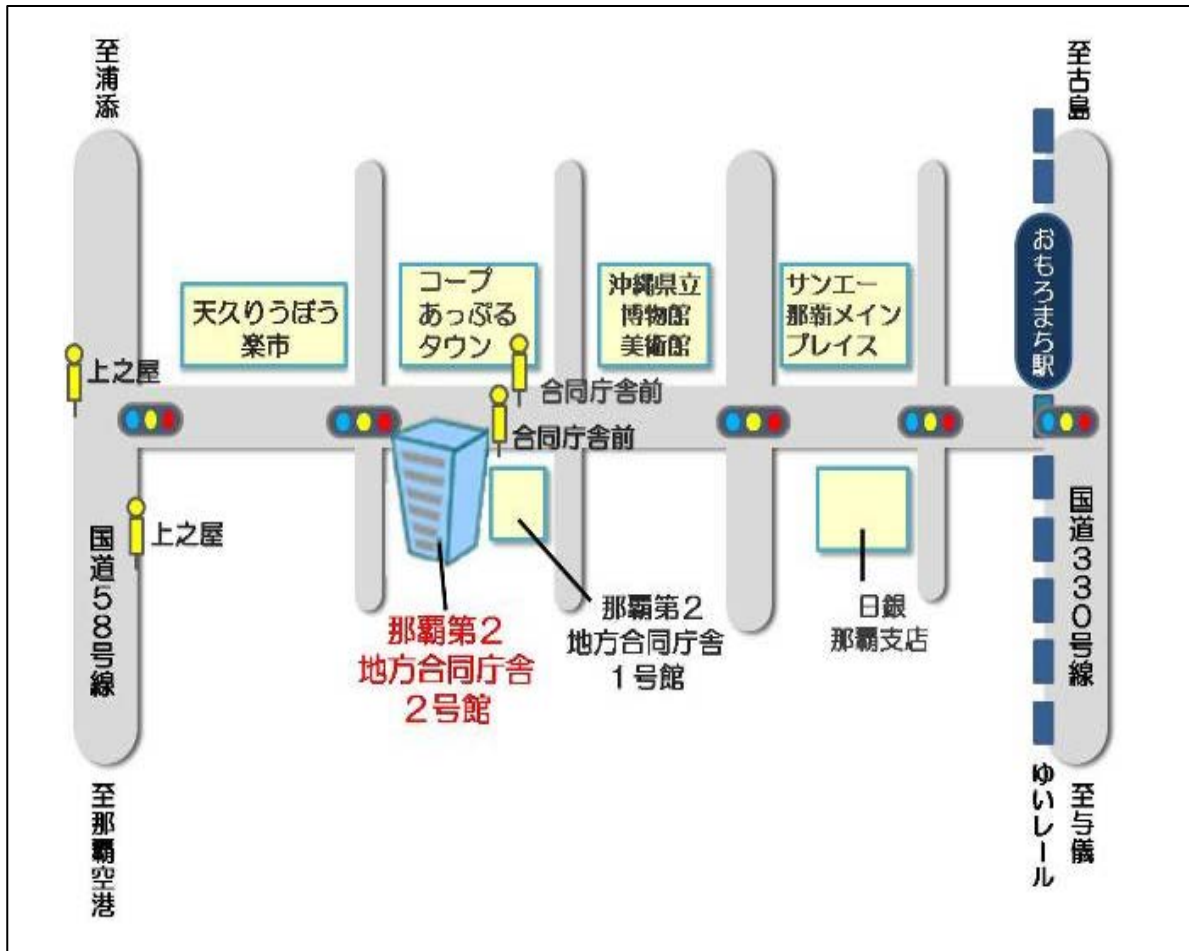 至浦添
至古島
おもろまち駅
天久りうぼう
楽市
コープ
あっぷる
タウン
沖縄県立
博物館
美術館
サンエー
那覇メイン
プレイス
上之屋
合同庁舎前
合同庁舎前
上之屋
国道58号線
国道330号線
那覇第2
地方合同庁舎
2号館
那覇第2
地方合同庁舎
1号館
日銀
那覇支店
至那覇空港
ゆいレール
至与儀